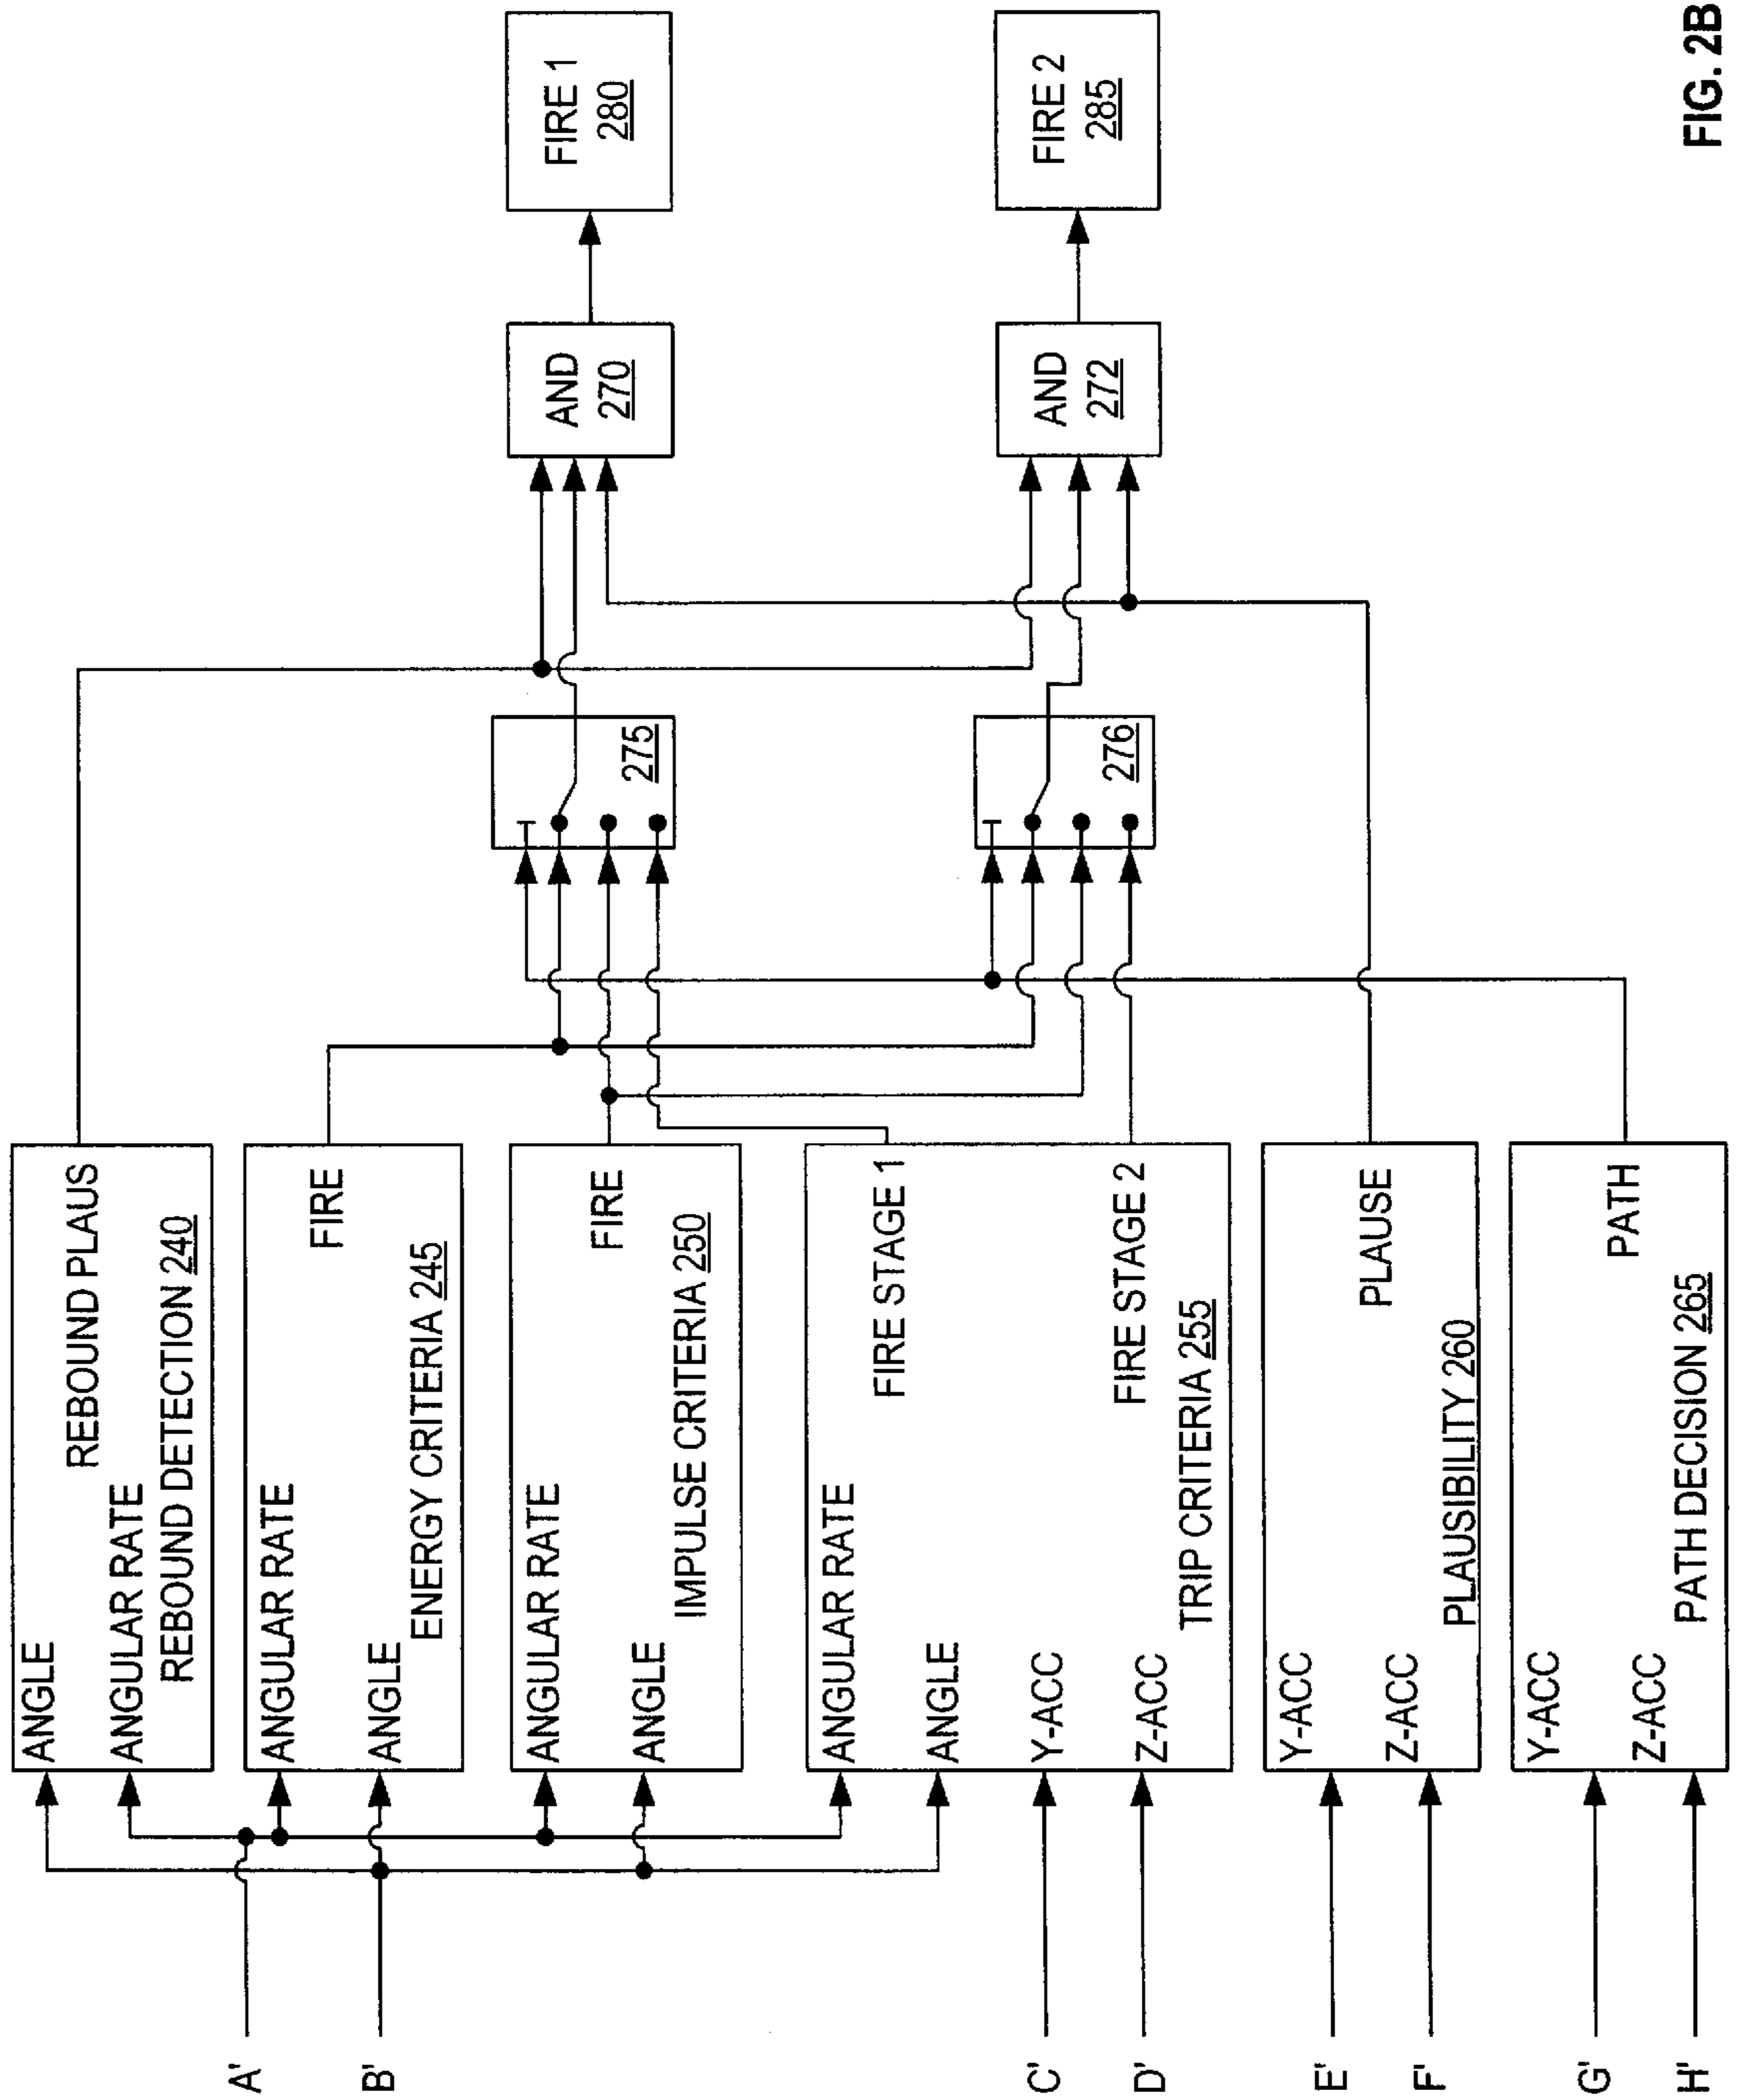 ANGLE
REBOUND PLAUS
ANGULAR RATE
REBOUND DETECTION 240
ANGULAR RATE
FIRE
ANGLE
ENERGY CRITERIA 245
ANGULAR RATE
FIRE
ANGLE
IMPULSE CRITERIA 250
ANGULAR RATE
FIRE STAGE 1
ANGLE
Y-ACC
Z-ACC
FIRE STAGE 2
TRIP CRITERIA 255
Y-ACC
PLAUSE
Z-ACC
PLAUSIBILITY 260
Y-ACC
PATH
Z-ACC
PATH DECISION 265
A'
B'
C'
D'
E'
F'
G'
H'
275
276
AND
270
AND
272
FIRE 1
280
FIRE 2
285
FIG. 2B